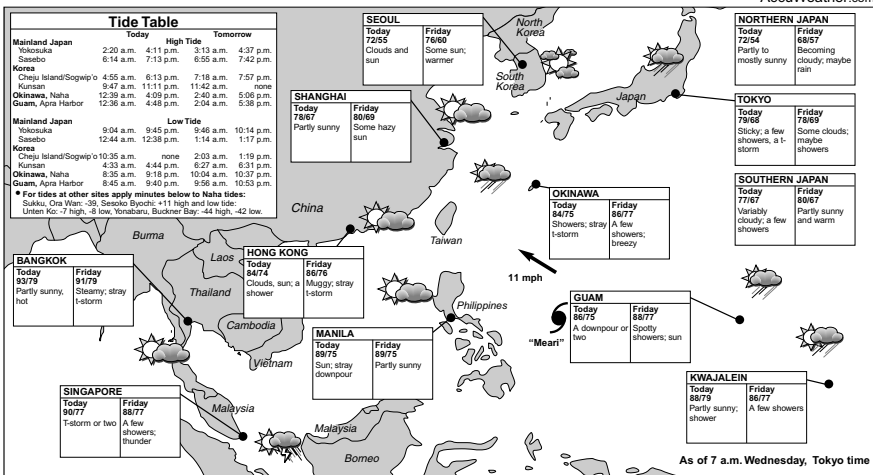 AccuWeather.com
Tide Table
Today Tomorrow
Mainland Japan High Tide
Yokosuka 2:20 a.m. 4:11 p.m. 3:13 a.m. 4:37 p.m.
Sasebo 6:14 a.m. 7:13 p.m. 6:55 a.m. 7:42 p.m.
Korea
Cheju Island/Sogwip'o 4:55 a.m. 6:13 p.m. 7:18 a.m. 7:57 p.m.
Kunsan 9:47 a.m. 11:11 p.m. 11:42 a.m. none
Okinawa, Naha 12:39 a.m. 4:09 p.m. 2:40 a.m. 5:06 p.m.
Guam, Apra Harbor 12:36 a.m. 4:48 p.m. 2:04 a.m. 5:38 p.m.
Mainland Japan Low Tide
Yokosuka 9:04 a.m. 9:45 p.m. 9:46 a.m. 10:14 p.m.
Sasebo 12:44 a.m. 12:38 p.m. 1:14 a.m. 1:17 p.m.
Korea
Cheju Island/Sogwip'o 10:35 a.m. none 2:03 a.m. 1:19 p.m.
Kunsan 4:33 a.m. 4:44 p.m. 6:27 a.m. 6:31 p.m.
Okinawa, Naha 8:35 a.m. 9:18 p.m. 10:04 a.m. 10:37 p.m.
Guam, Apra Harbor 8:45 a.m. 9:40 p.m. 9:56 a.m. 10:53 p.m.
• For tides at other sites apply minutes below to Naha tides:
Sukku, Ora Wan: -39, Sesoko Byochi: +11 high and low tide:
Unten Ko: -7 high, -8 low, Yonabaru, Buckner Bay: -44 high, -42 low.
SEOUL
Today Friday
72/55 76/60
Clouds and Some sun;
sun warmer
North
Korea
South
Korea
Japan
NORTHERN JAPAN
Today Friday
72/54 68/57
Partly to Becoming
mostly sunny cloudy; maybe
rain
SHANGHAI
Today Friday
78/67 80/69
Partly sunny Some hazy
sun
TOKYO
Today Friday
79/68 78/69
Sticky; a few Some clouds;
showers, a t- maybe
storm showers
SOUTHERN JAPAN
Today Friday
77/67 80/67
Variably Partly sunny
cloudy; a few and warm
showers
OKINAWA
Today Friday
84/75 86/77
Showers; stray A few
t-storm showers;
breezy
China
Taiwan
Burma
Laos
Thailand
Cambodia
Vietnam
HONG KONG
Today Friday
84/74 86/76
Clouds, sun; a Muggy; stray
shower t-storm
BANGKOK
Today Friday
93/79 91/79
Partly sunny, Steamy; stray
hot t-storm
11 mph
Philippines
"Meari"
GUAM
Today Friday
86/75 88/77
A downpour or Spotty
two showers; sun
MANILA
Today Friday
89/75 89/75
Sun; stray Partly sunny
downpour
KWAJALEIN
Today Friday
88/79 86/77
Partly sunny; A few showers
shower
SINGAPORE
Today Friday
90/77 88/77
T-storm or two A few
showers;
thunder
Malaysia
Malaysia
Borneo
As of 7 a.m. Wednesday, Tokyo time